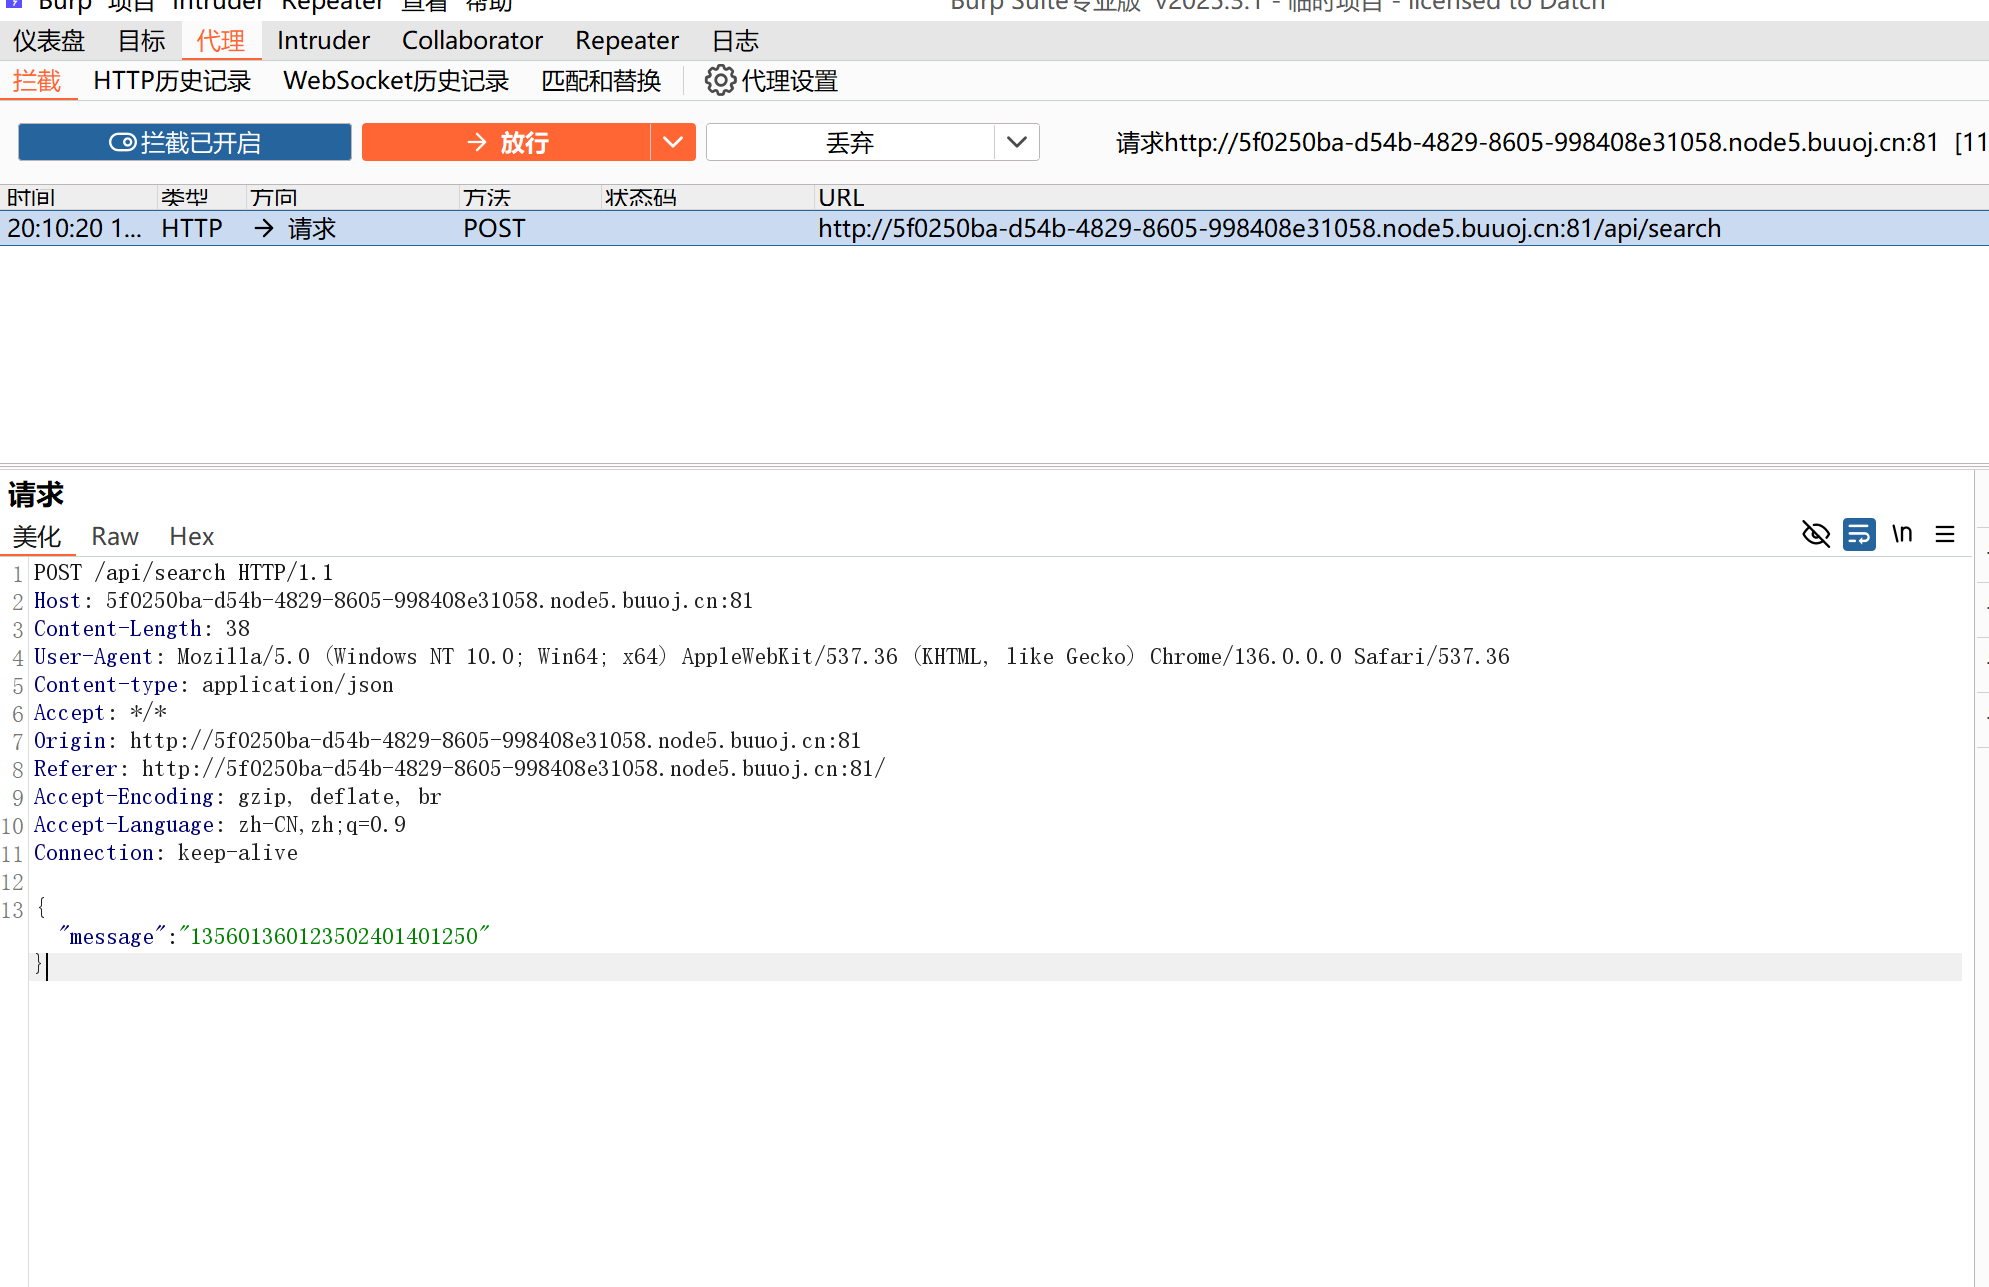 Burp 项目 Intruder Repeater 查看 帮助 Burp Suite专业版 v2025.3.1 - 临时项目 - licensed to Datch
仪表盘 目标 代理 Intruder Collaborator Repeater 日志
拦截 HTTP历史记录 WebSocket历史记录 匹配和替换 代理设置
拦截已开启 → 放行 丢弃 请求http://5f0250ba-d54b-4829-8605-998408e31058.node5.buuoj.cn:81 [11
时间 类型 方向 方法 状态码 URL
20:10:20 1... HTTP → 请求 POST http://5f0250ba-d54b-4829-8605-998408e31058.node5.buuoj.cn:81/api/search
请求
美化 Raw Hex \n
1 POST /api/search HTTP/1.1
2 Host: 5f0250ba-d54b-4829-8605-998408e31058.node5.buuoj.cn:81
3 Content-Length: 38
4 User-Agent: Mozilla/5.0 (Windows NT 10.0; Win64; x64) AppleWebKit/537.36 (KHTML, like Gecko) Chrome/136.0.0.0 Safari/537.36
5 Content-type: application/json
6 Accept: */*
7 Origin: http://5f0250ba-d54b-4829-8605-998408e31058.node5.buuoj.cn:81
8 Referer: http://5f0250ba-d54b-4829-8605-998408e31058.node5.buuoj.cn:81/
9 Accept-Encoding: gzip, deflate, br
10 Accept-Language: zh-CN,zh;q=0.9
11 Connection: keep-alive
12
13 {
"message":"135601360123502401401250"
}